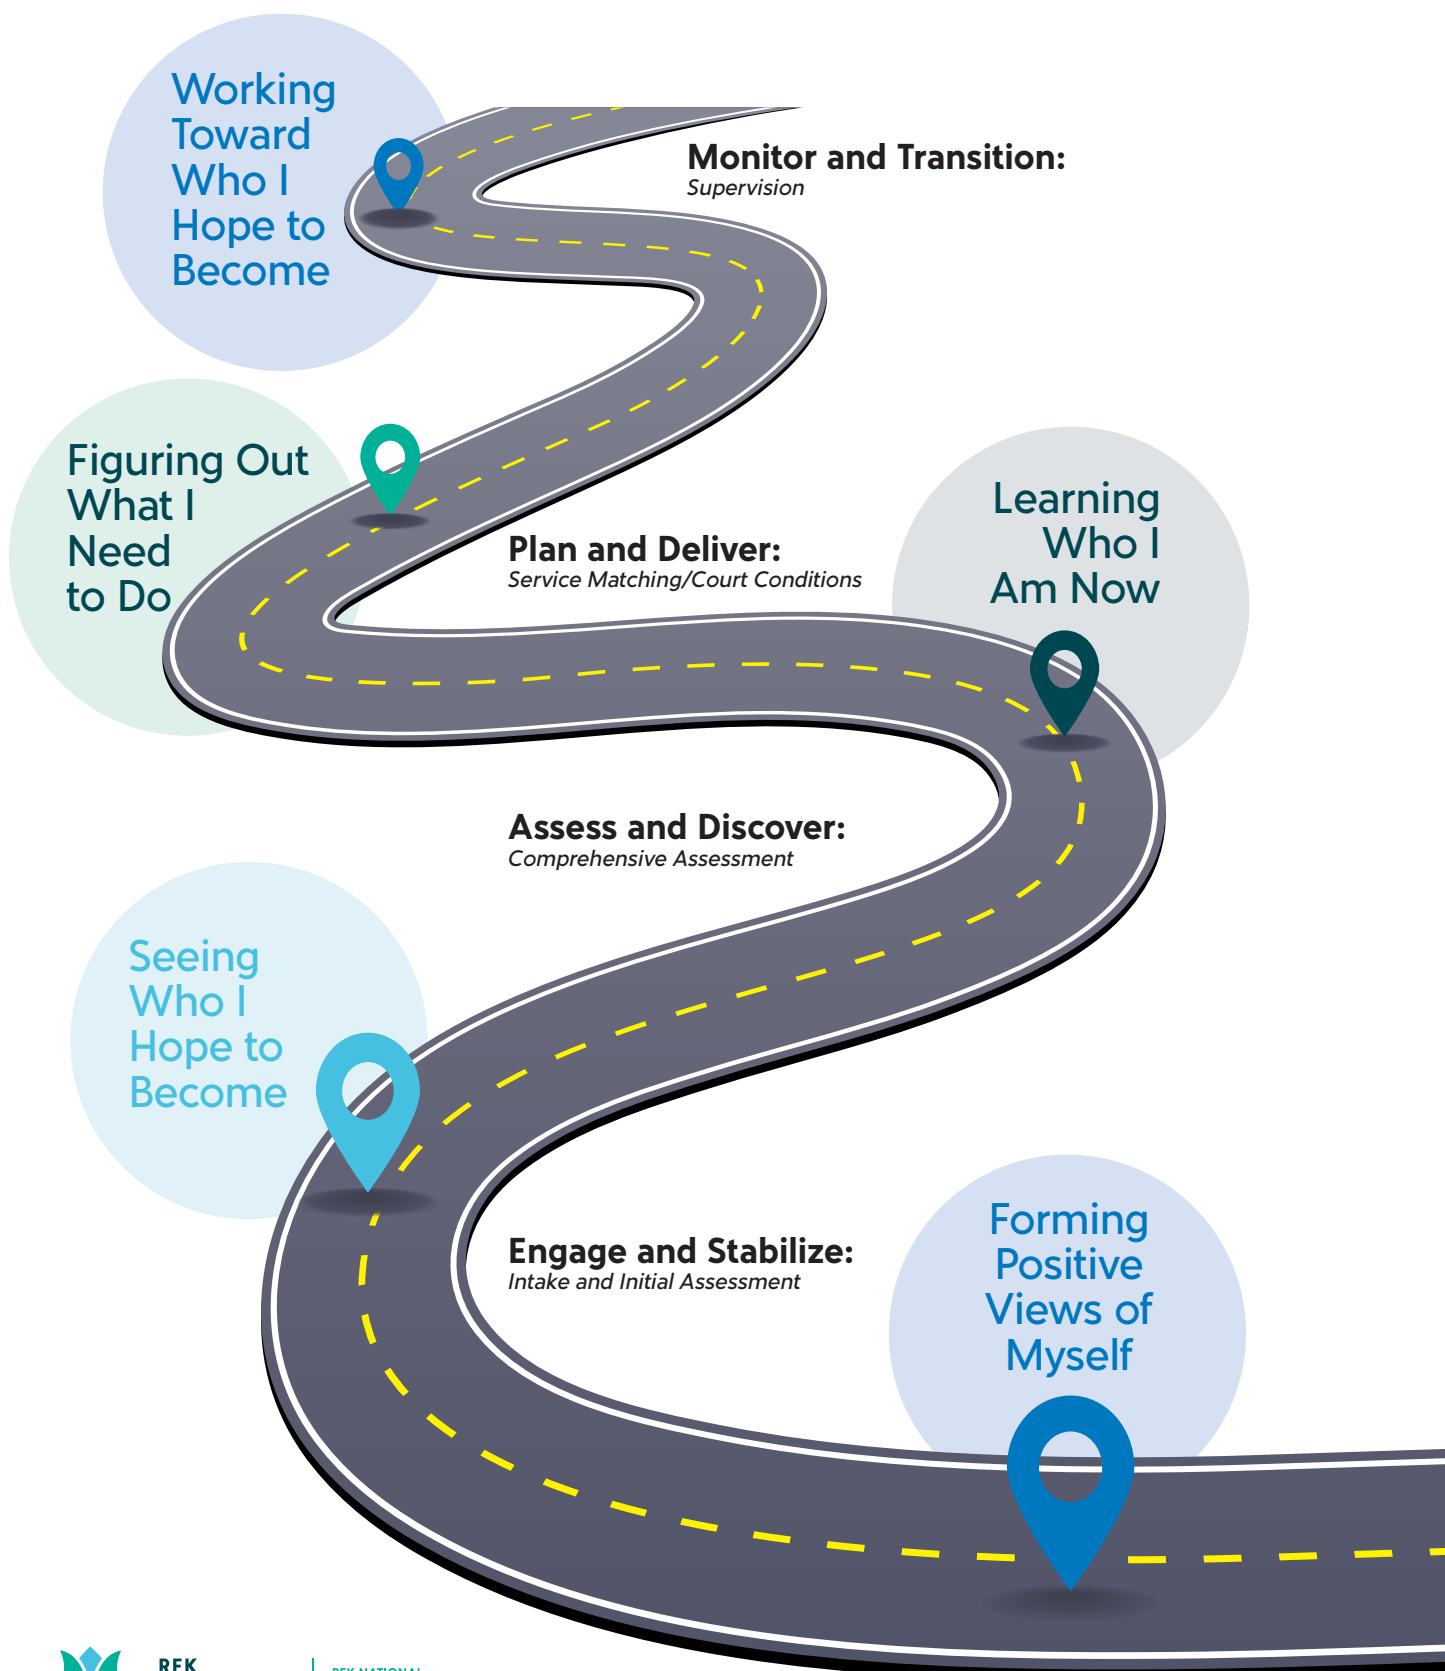 Working
Toward
Who I
Hope to
Become
Monitor and Transition:
Supervision
Figuring Out
What I
Need
to Do
Plan and Deliver:
Service Matching/Court Conditions
Learning
Who I
Am Now
Assess and Discover:
Comprehensive Assessment
Seeing
Who I
Hope to
Become
Engage and Stabilize:
Intake and Initial Assessment
Forming
Positive
Views of
Myself
RFK
RFK NATIONAL